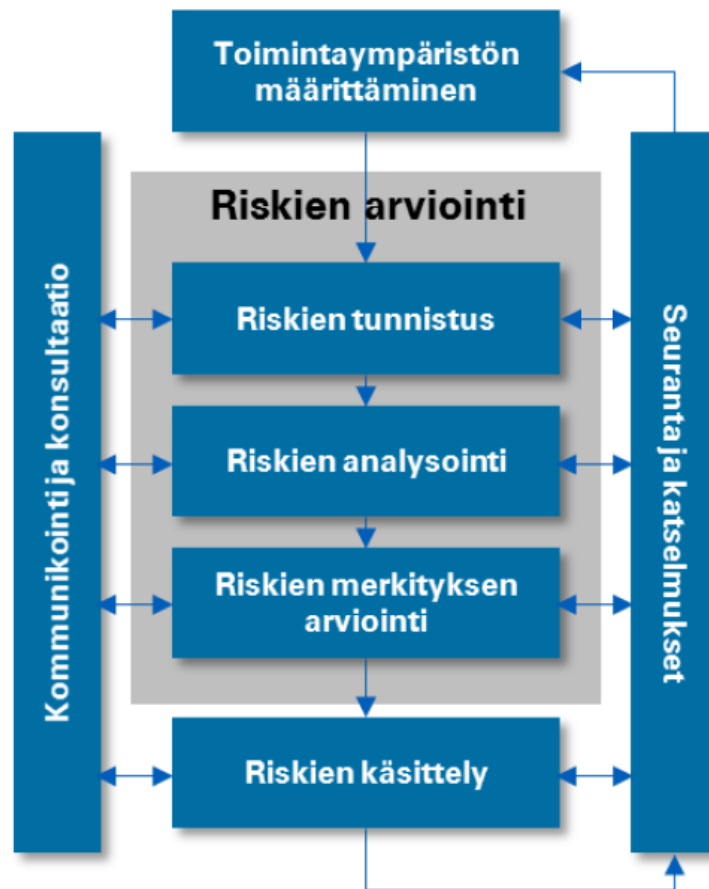 Toimintaympäristön
määrittäminen
Riskien arviointi
Riskien tunnistus
Riskien analysointi
Riskien merkityksen
arviointi
Riskien käsittely
Kommunikointi ja konsultaatio
Seuranta ja katselmukset